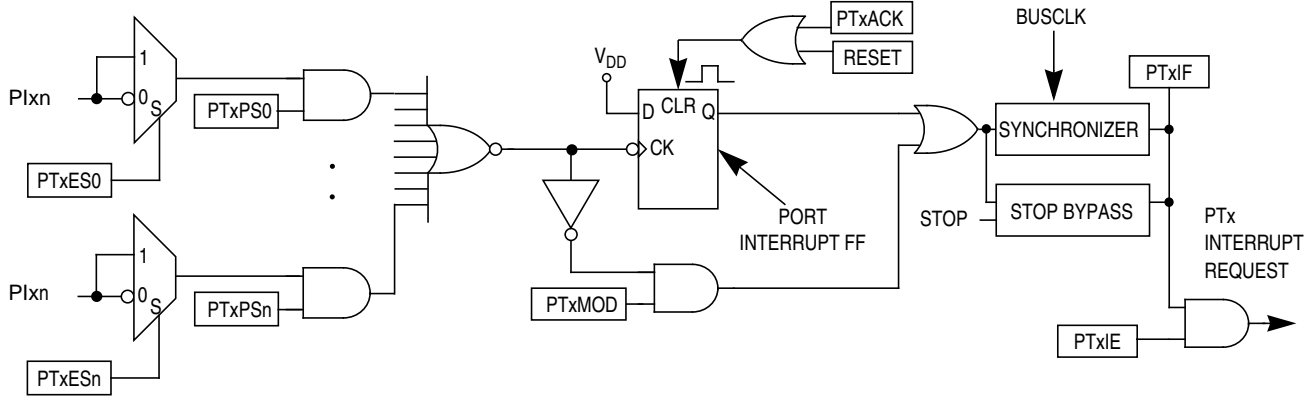 BUSCLK
PTxACK
RESET
V
DD
PTxIF
1
PIxn
0
S
PTxPS0
D CLR Q
SYNCHRONIZER
CK
PTxES0
STOP BYPASS
STOP
PORT
INTERRUPT FF
PTx
INTERRUPT
REQUEST
1
PIxn
0
S
PTxPSn
PTxMOD
PTxIE
PTxESn